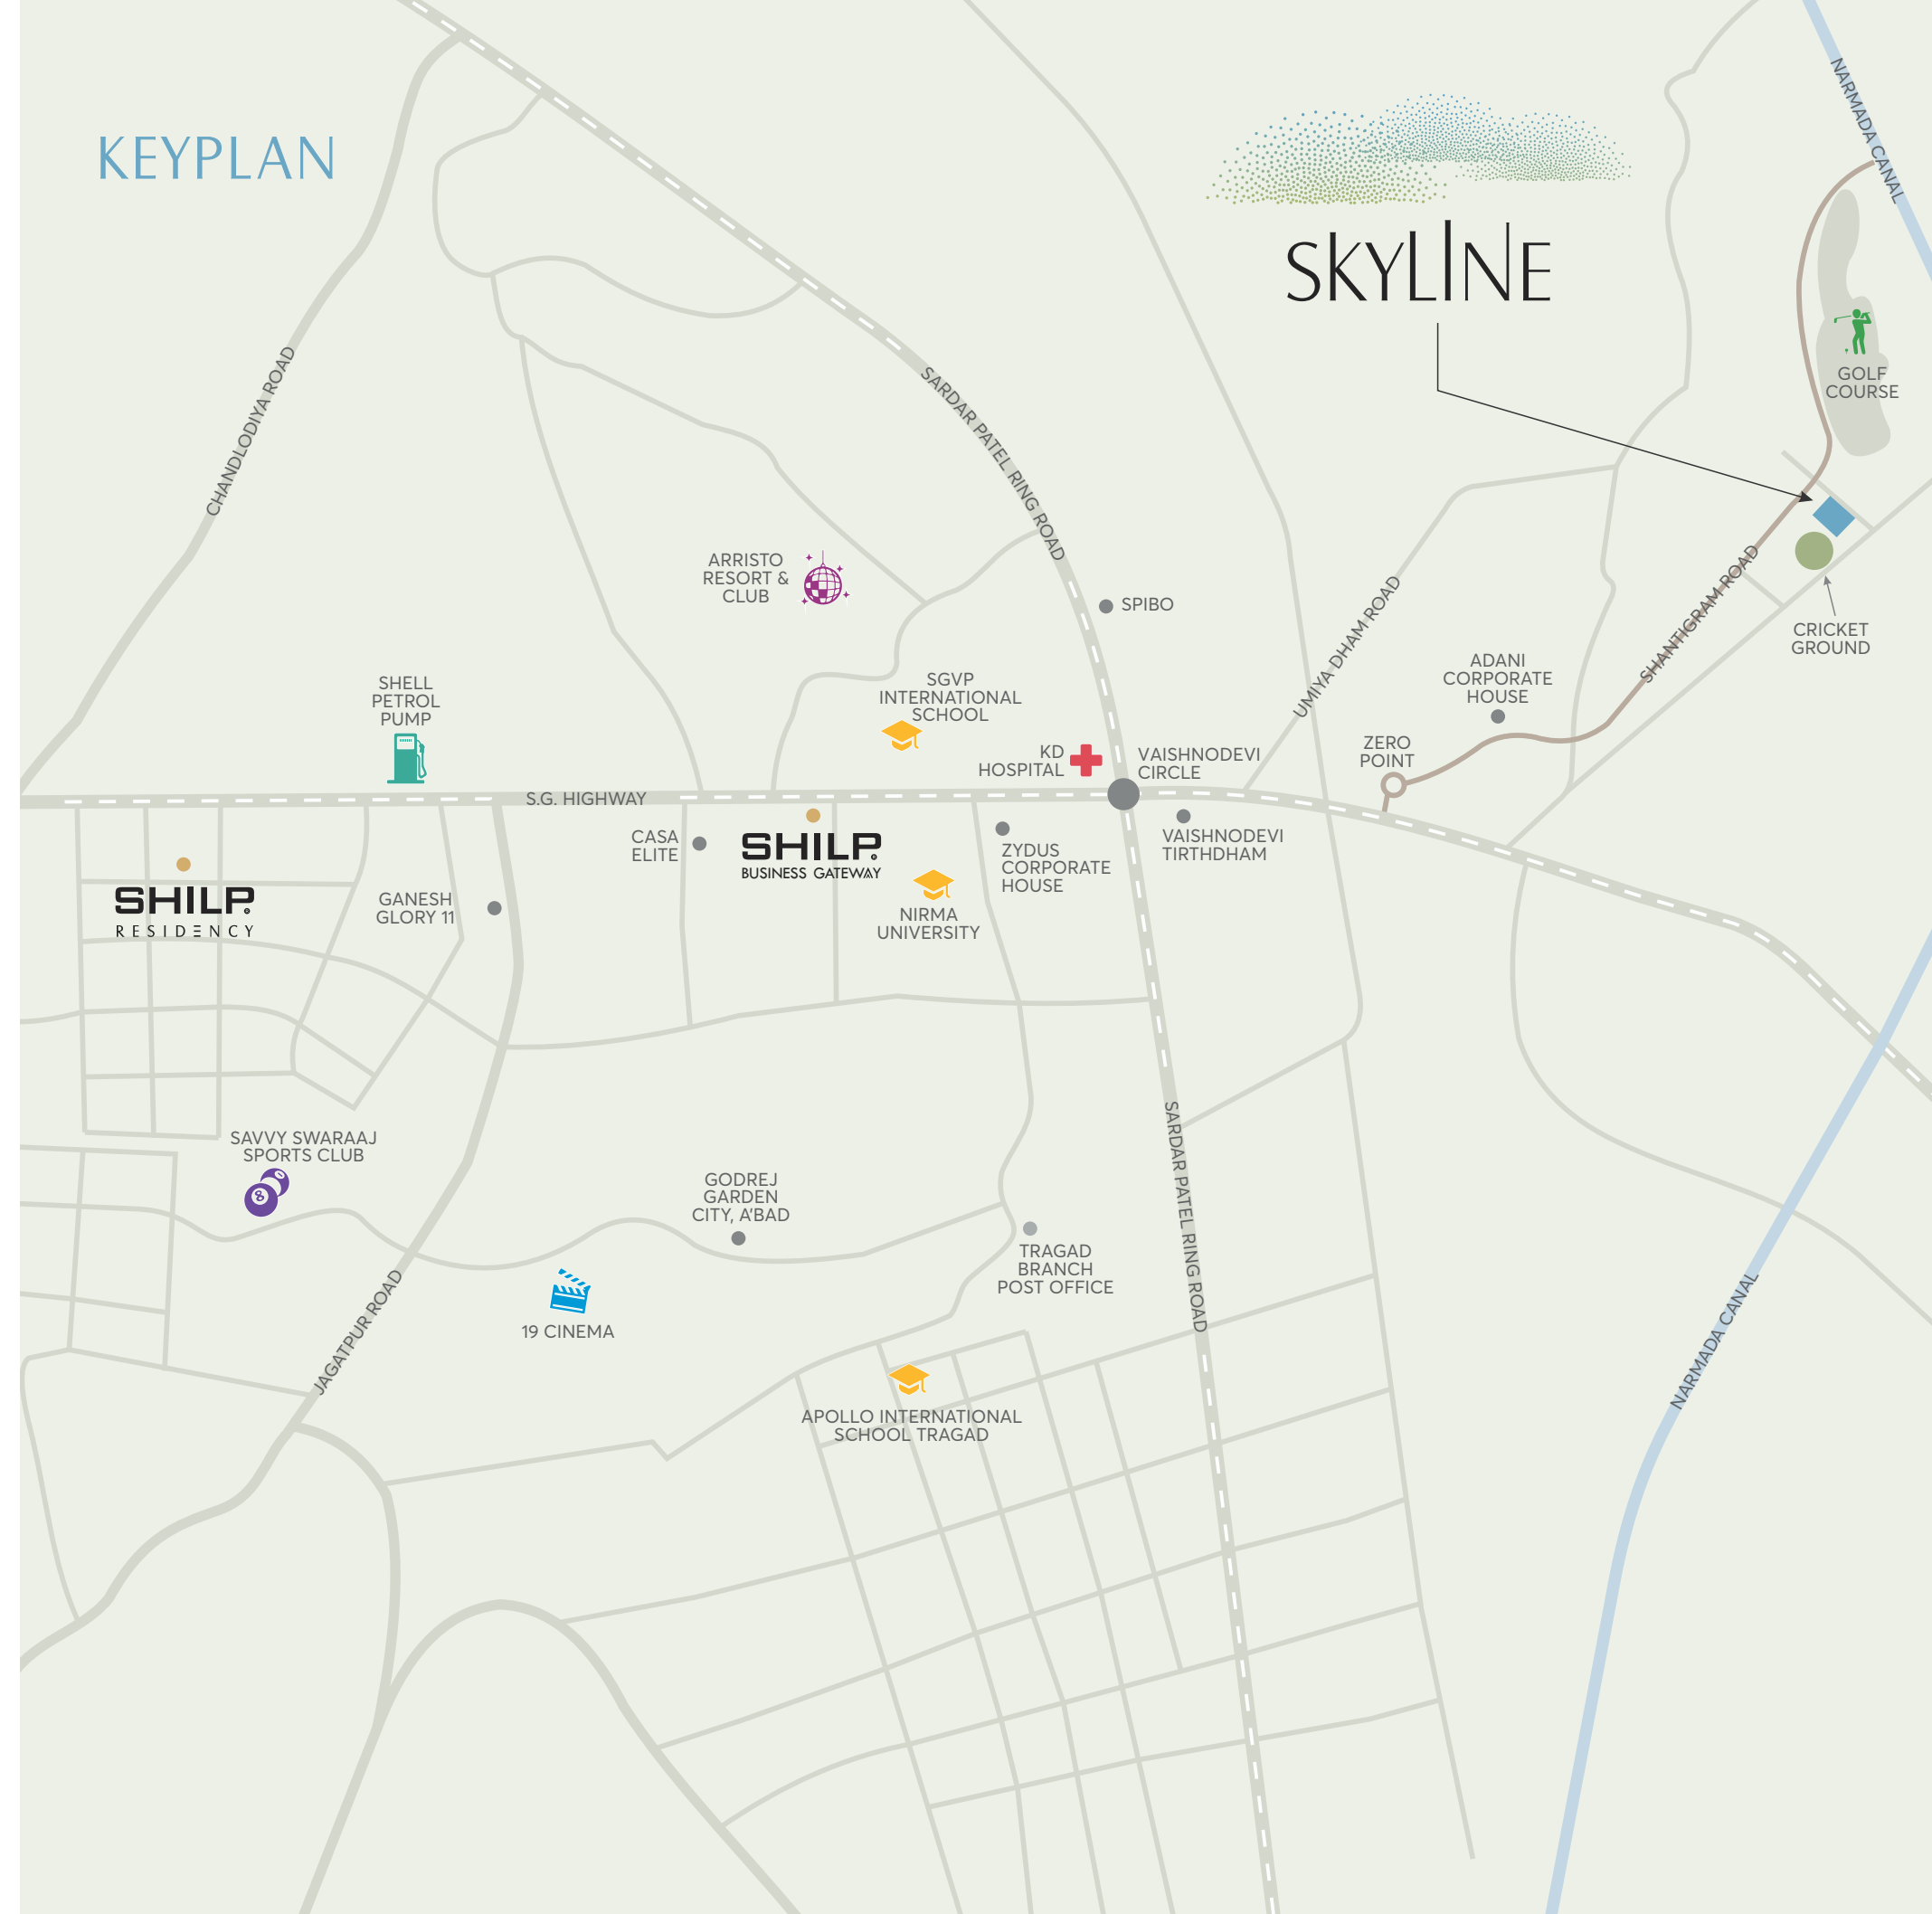 KEYPLAN
SKYLINE
NARMADA CANAL
GOLF
COURSE
CHANDLODIYA ROAD
SARDAR PATEL RING ROAD
ARRISTO
RESORT &
CLUB
SPIBO
UMIYA DHAM ROAD
SHANTIGRAM ROAD
CRICKET
GROUND
ADANI
CORPORATE
HOUSE
SHELL
PETROL
PUMP
SGVP
INTERNATIONAL
SCHOOL
KD
HOSPITAL
VAISHNODEVI
CIRCLE
ZERO
POINT
S.G. HIGHWAY
CASA
ELITE
SHILP
BUSINESS GATEWAY
ZYDUS
CORPORATE
HOUSE
VAISHNODEVI
TIRTHDHAM
SHILP
RESIDENCY
GANESH
GLORY 11
NIRMA
UNIVERSITY
SAVVY SWARAAJ
SPORTS CLUB
8
GODREJ
GARDEN
CITY, A'BAD
SARDAR PATEL RING ROAD
TRAGAD
BRANCH
POST OFFICE
JAGATPUR ROAD
19 CINEMA
NARMADA CANAL
APOLLO INTERNATIONAL
SCHOOL TRAGAD